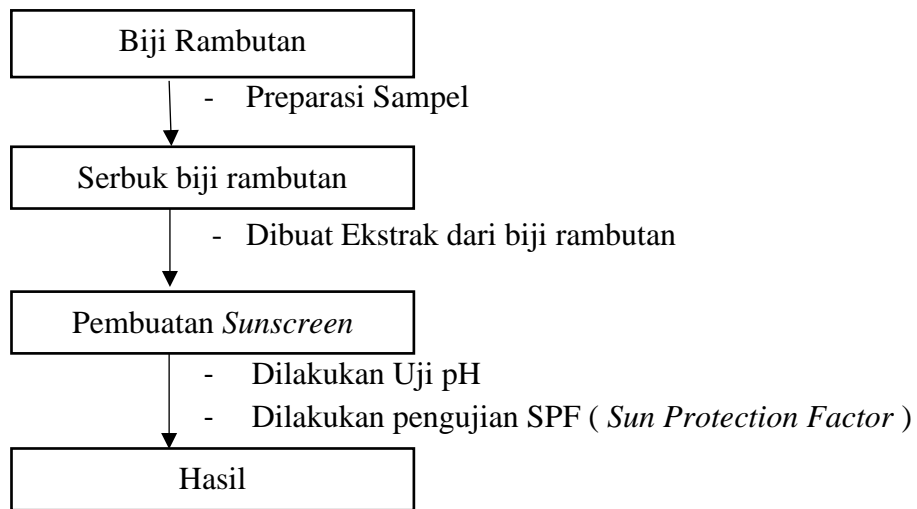 Biji Rambutan
- Preparasi Sampel
Serbuk biji rambutan
- Dibuat Ekstrak dari biji rambutan
Pembuatan Sunscreen
- Dilakukan Uji pH
- Dilakukan pengujian SPF ( Sun Protection Factor )
Hasil